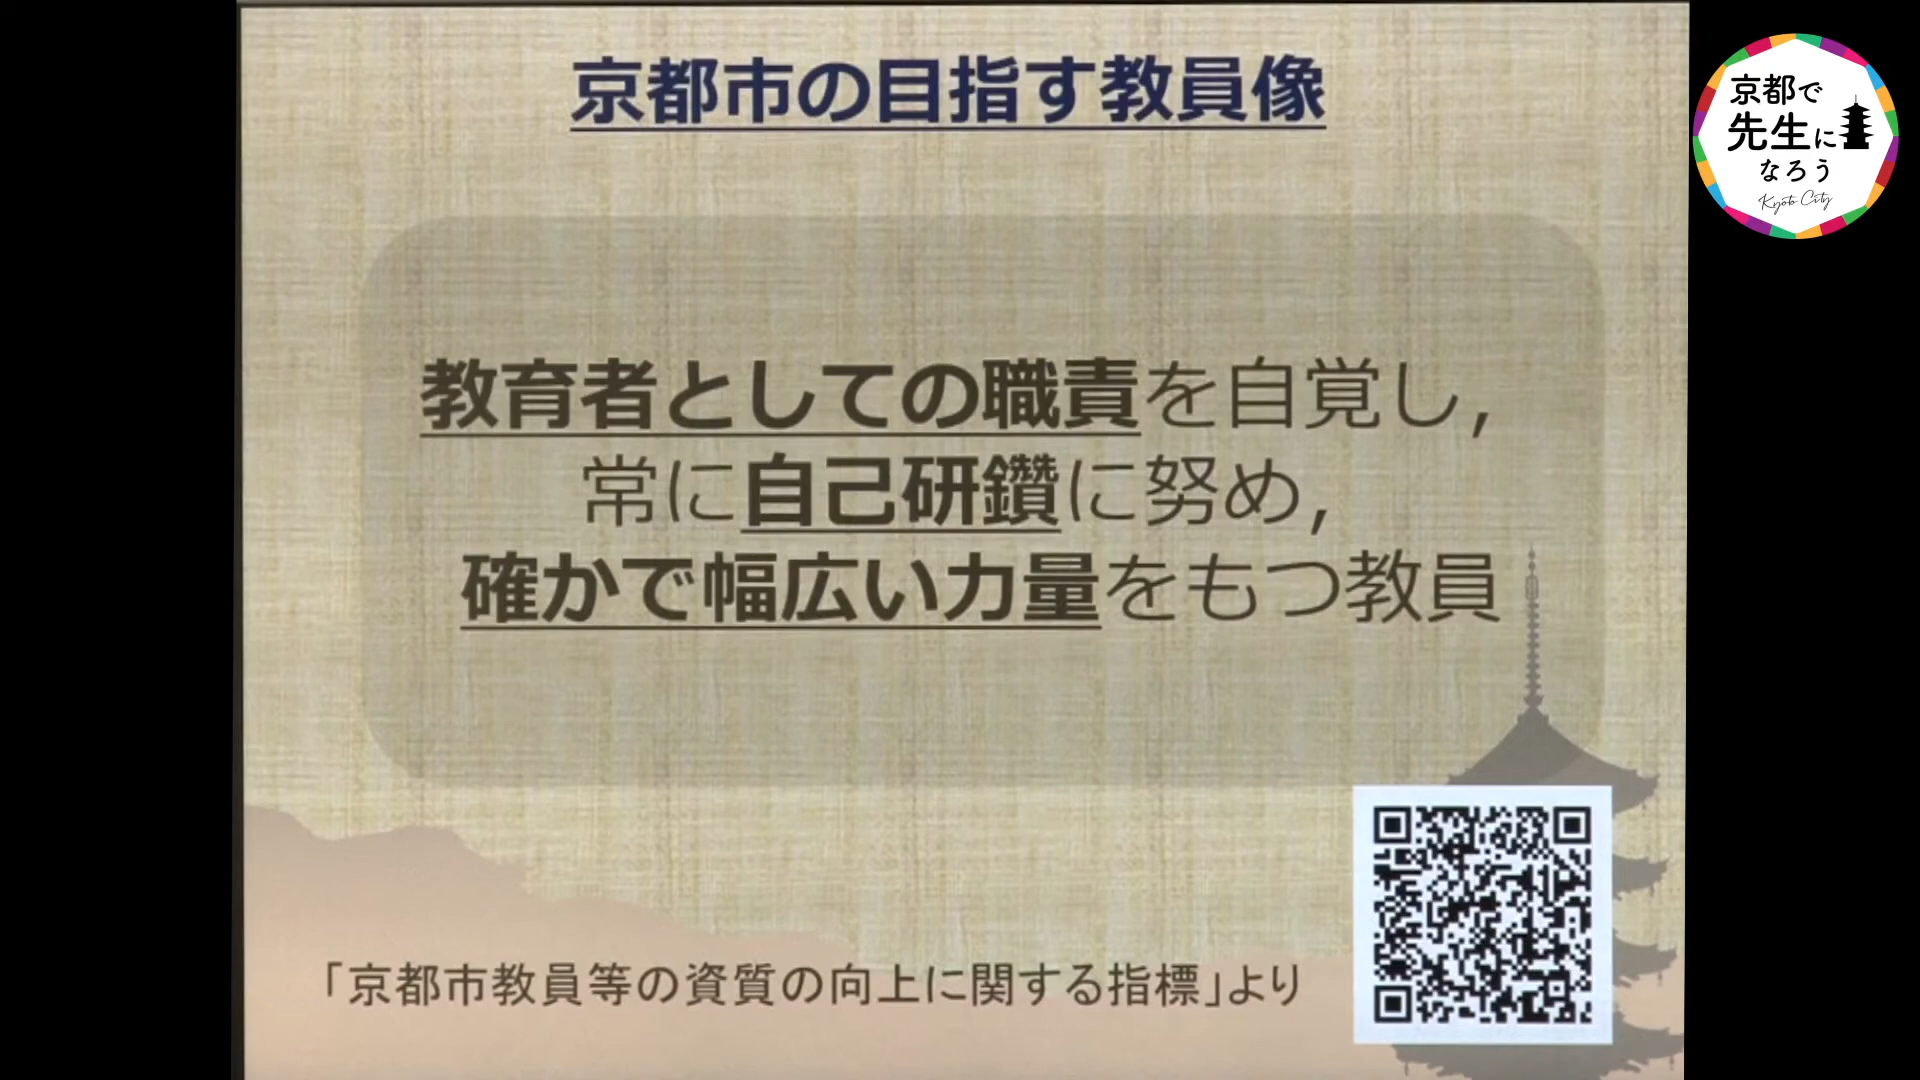 京都市の目指す教員像
教育者としての職責を自覚し,
常に自己研鑽に努め,
確かで幅広い力量をもつ教員
「京都市教員等の資質の向上に関する指標」より
京都で
先生に
なろう
Kyoto City